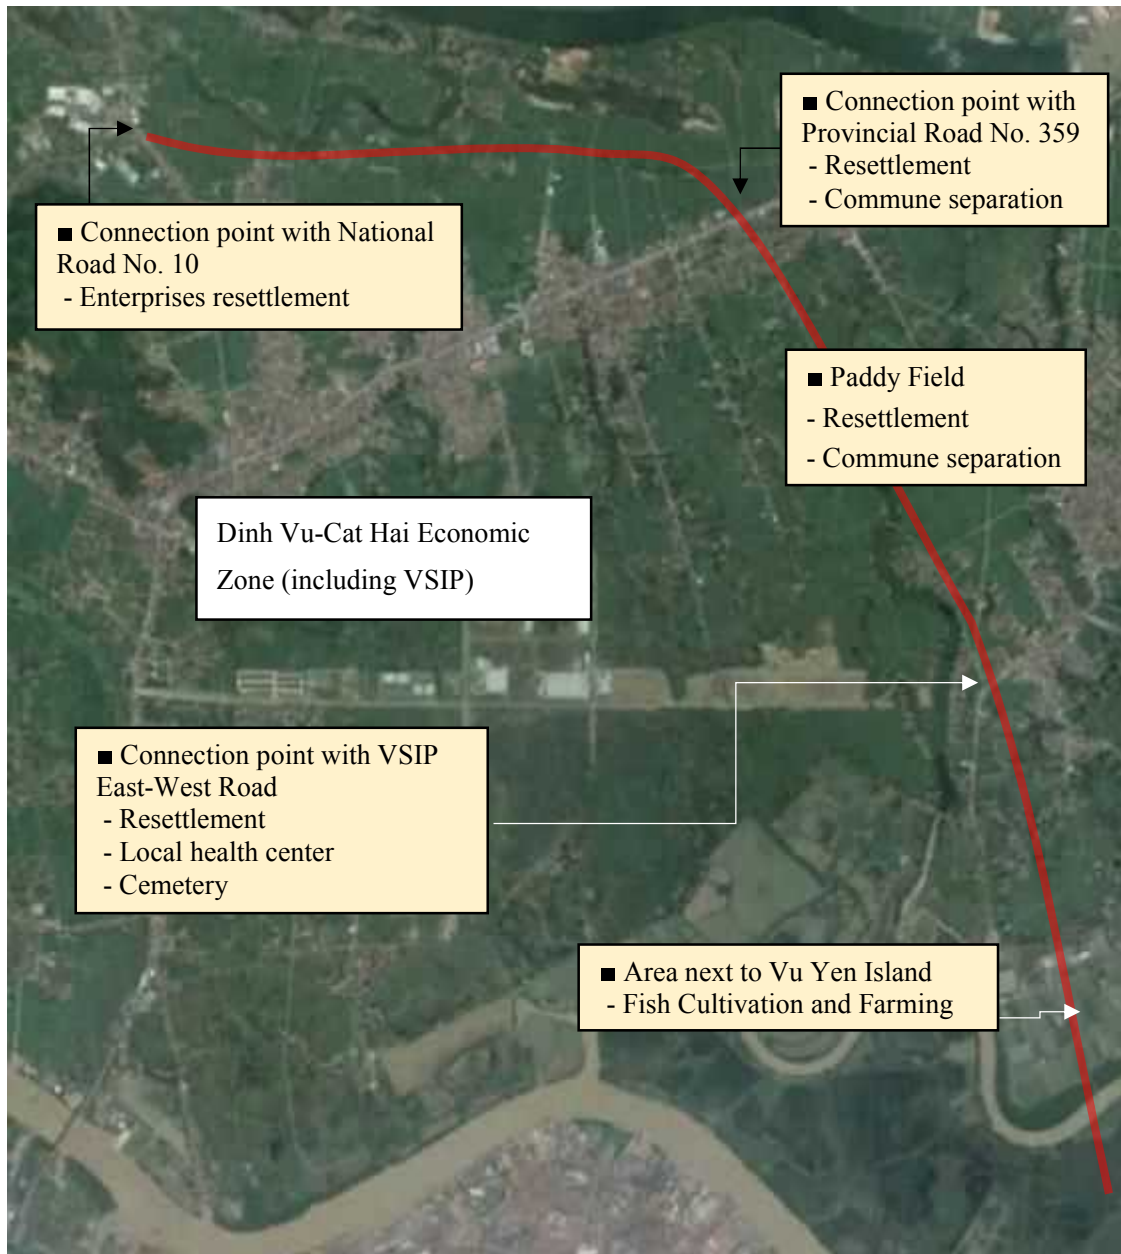 ■ Connection point with
Provincial Road No. 359
- Resettlement
- Commune separation
■ Connection point with National
Road No. 10
- Enterprises resettlement
■ Paddy Field
- Resettlement
- Commune separation
Dinh Vu-Cat Hai Economic
Zone (including VSIP)
■ Connection point with VSIP
East-West Road
- Resettlement
- Local health center
- Cemetery
■ Area next to Vu Yen Island
- Fish Cultivation and Farming